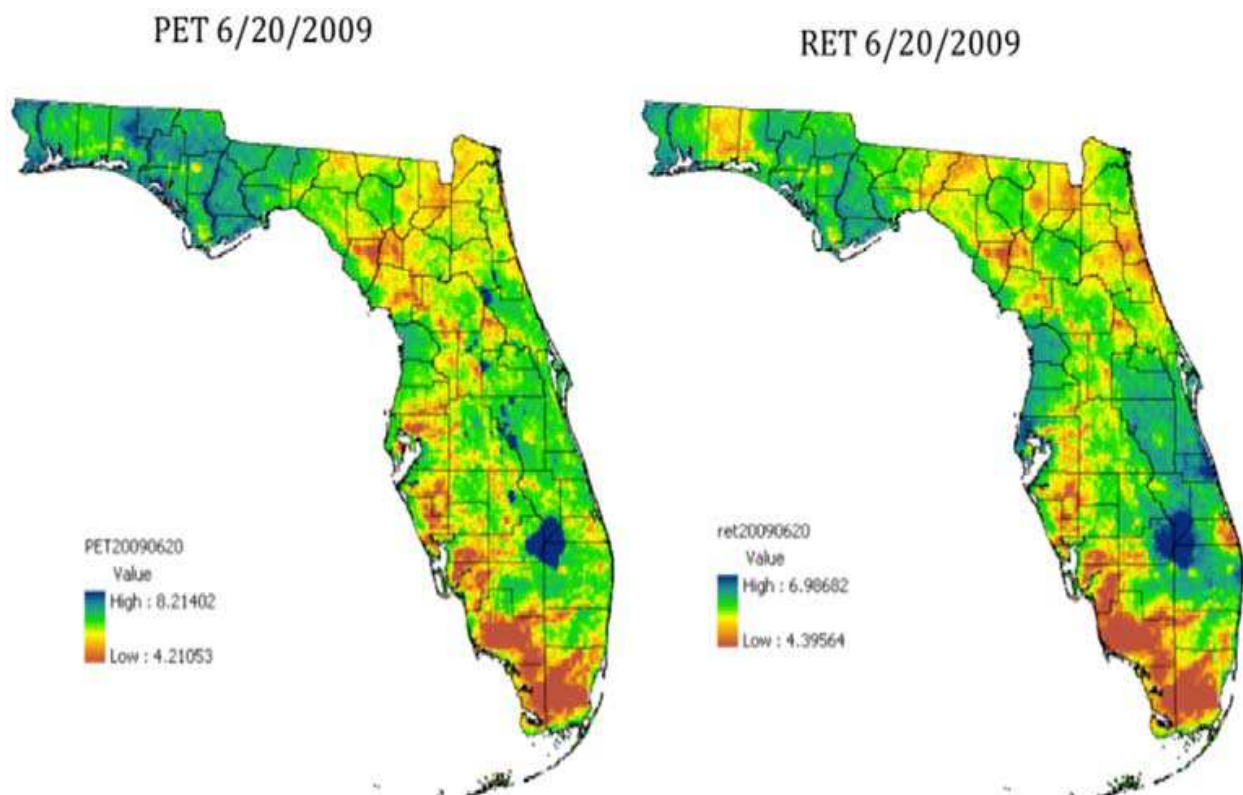 PET 6/20/2009
RET 6/20/2009
PET20090620
Value
High : 8.21402
Low : 4.21053
ret20090620
Value
High : 6.98682
Low : 4.39564